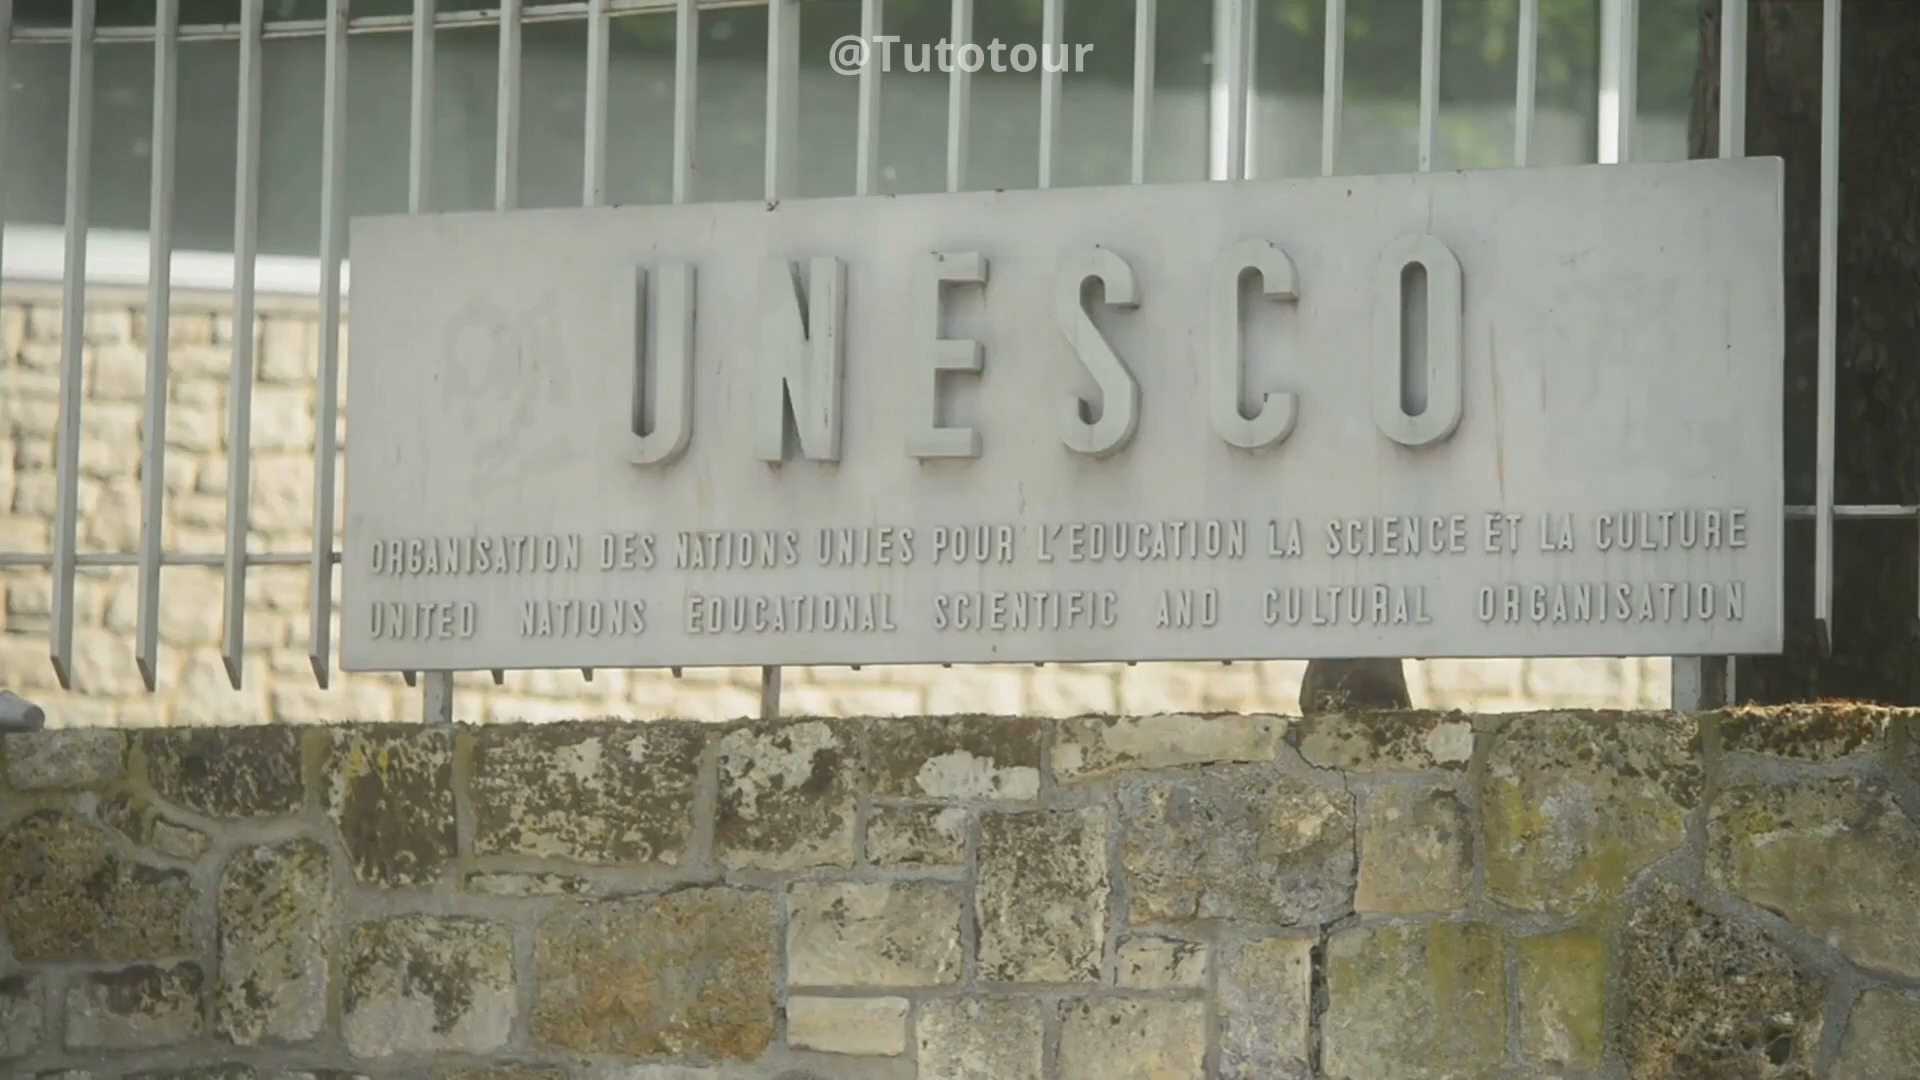 @Tutotour
UNESCO
ORGANISATION DES NATIONS UNIES POUR L'EDUCATION LA SCIENCE ET LA CULTURE
UNITED NATIONS EDUCATIONAL SCIENTIFIC AND CULTURAL ORGANISATION